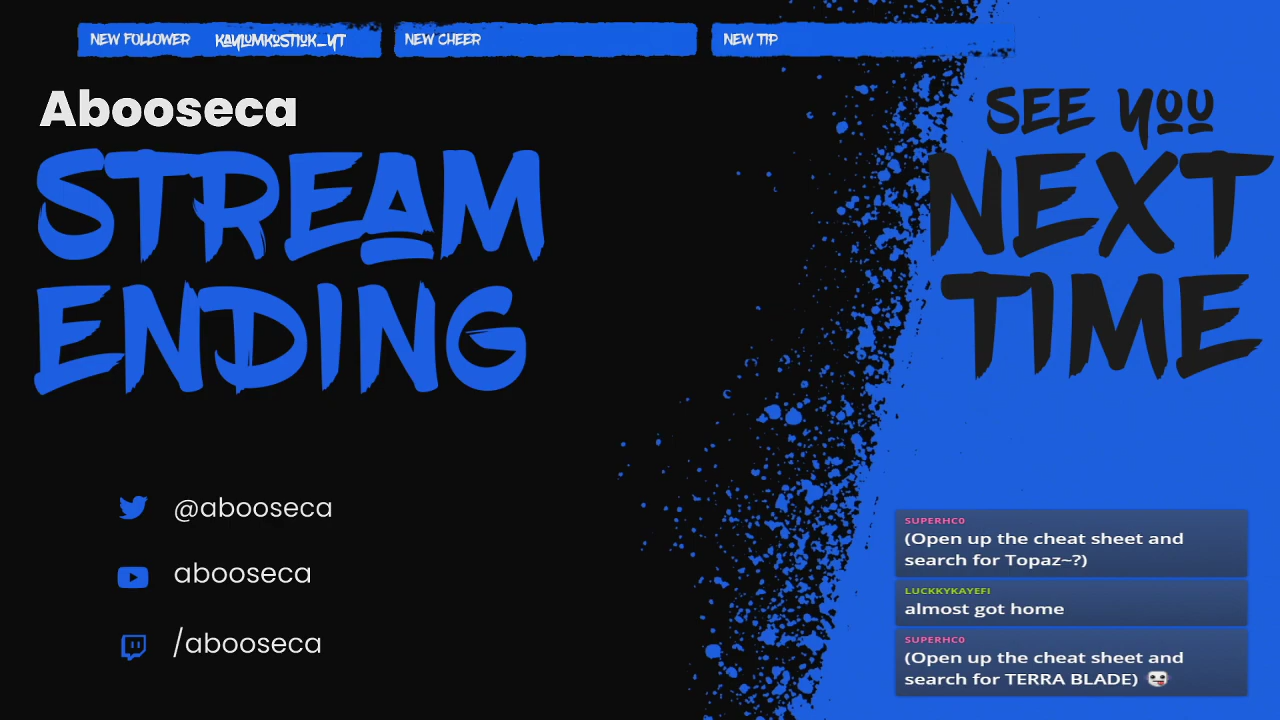 NEW FOLLOWER KAYLUMKOSTIUK_YT NEW CHEER NEW TIP
Abooseca
STREAM
ENDING
SEE YOU
NEXT
TIME
@abooseca
abooseca
/abooseca
SUPERHC0
(Open up the cheat sheet and
search for Topaz~?)
LUCKKYKAYEFI
almost got home
SUPERHC0
(Open up the cheat sheet and
search for TERRA BLADE)